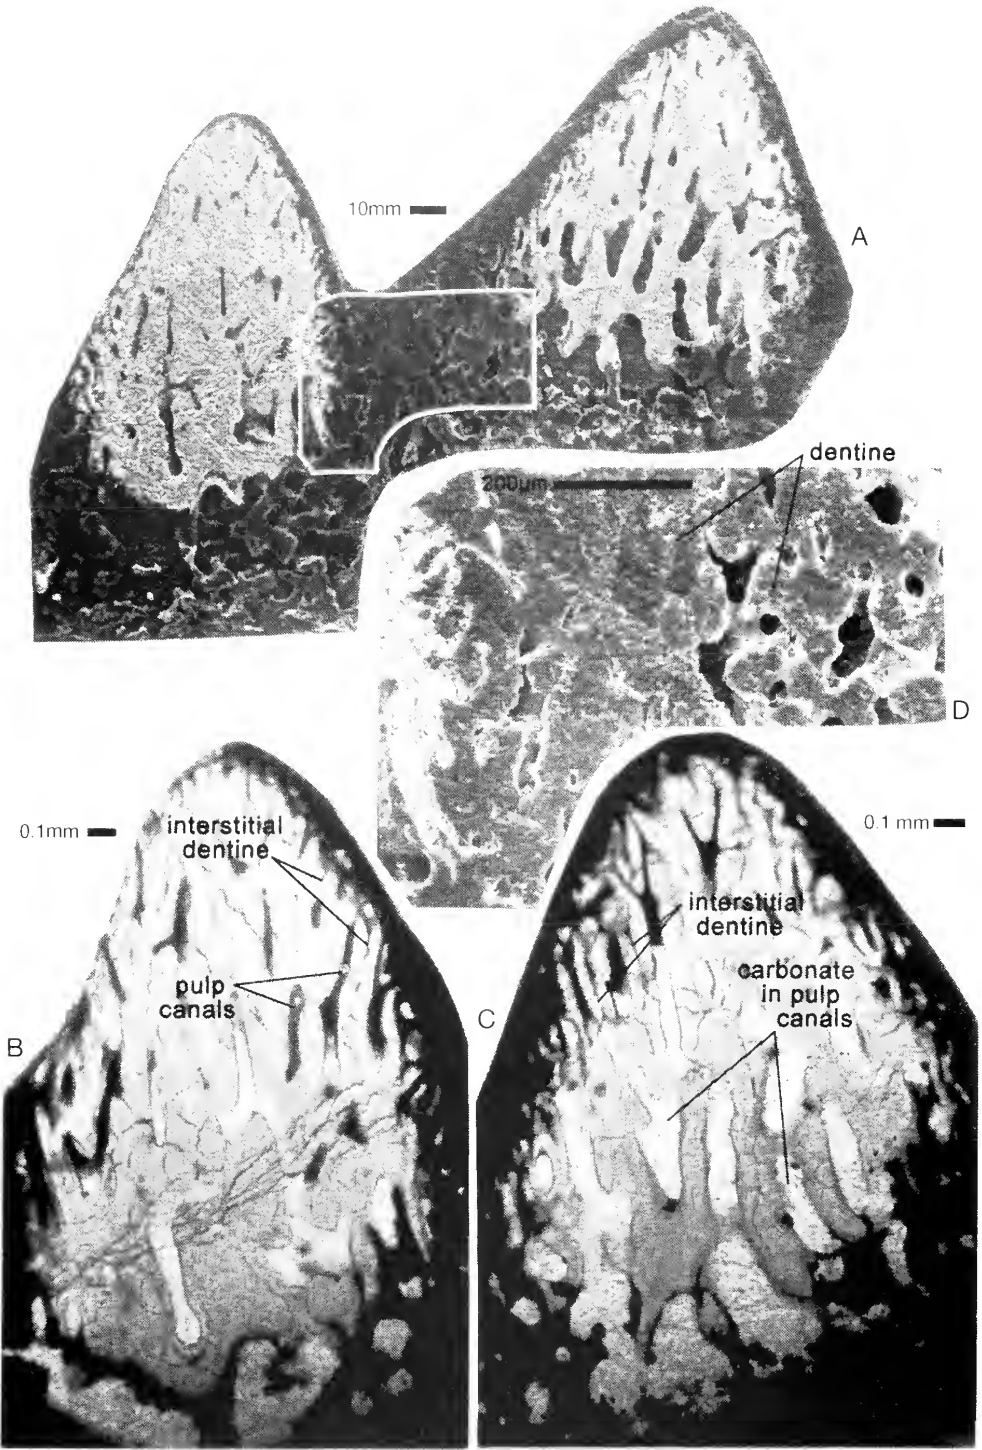 10mm
A
dentine
200µm
D
0.1mm
interstitial
dentine
pulp
canals
B
0.1 mm
interstitial
dentine
carbonate
in pulp
canals
C